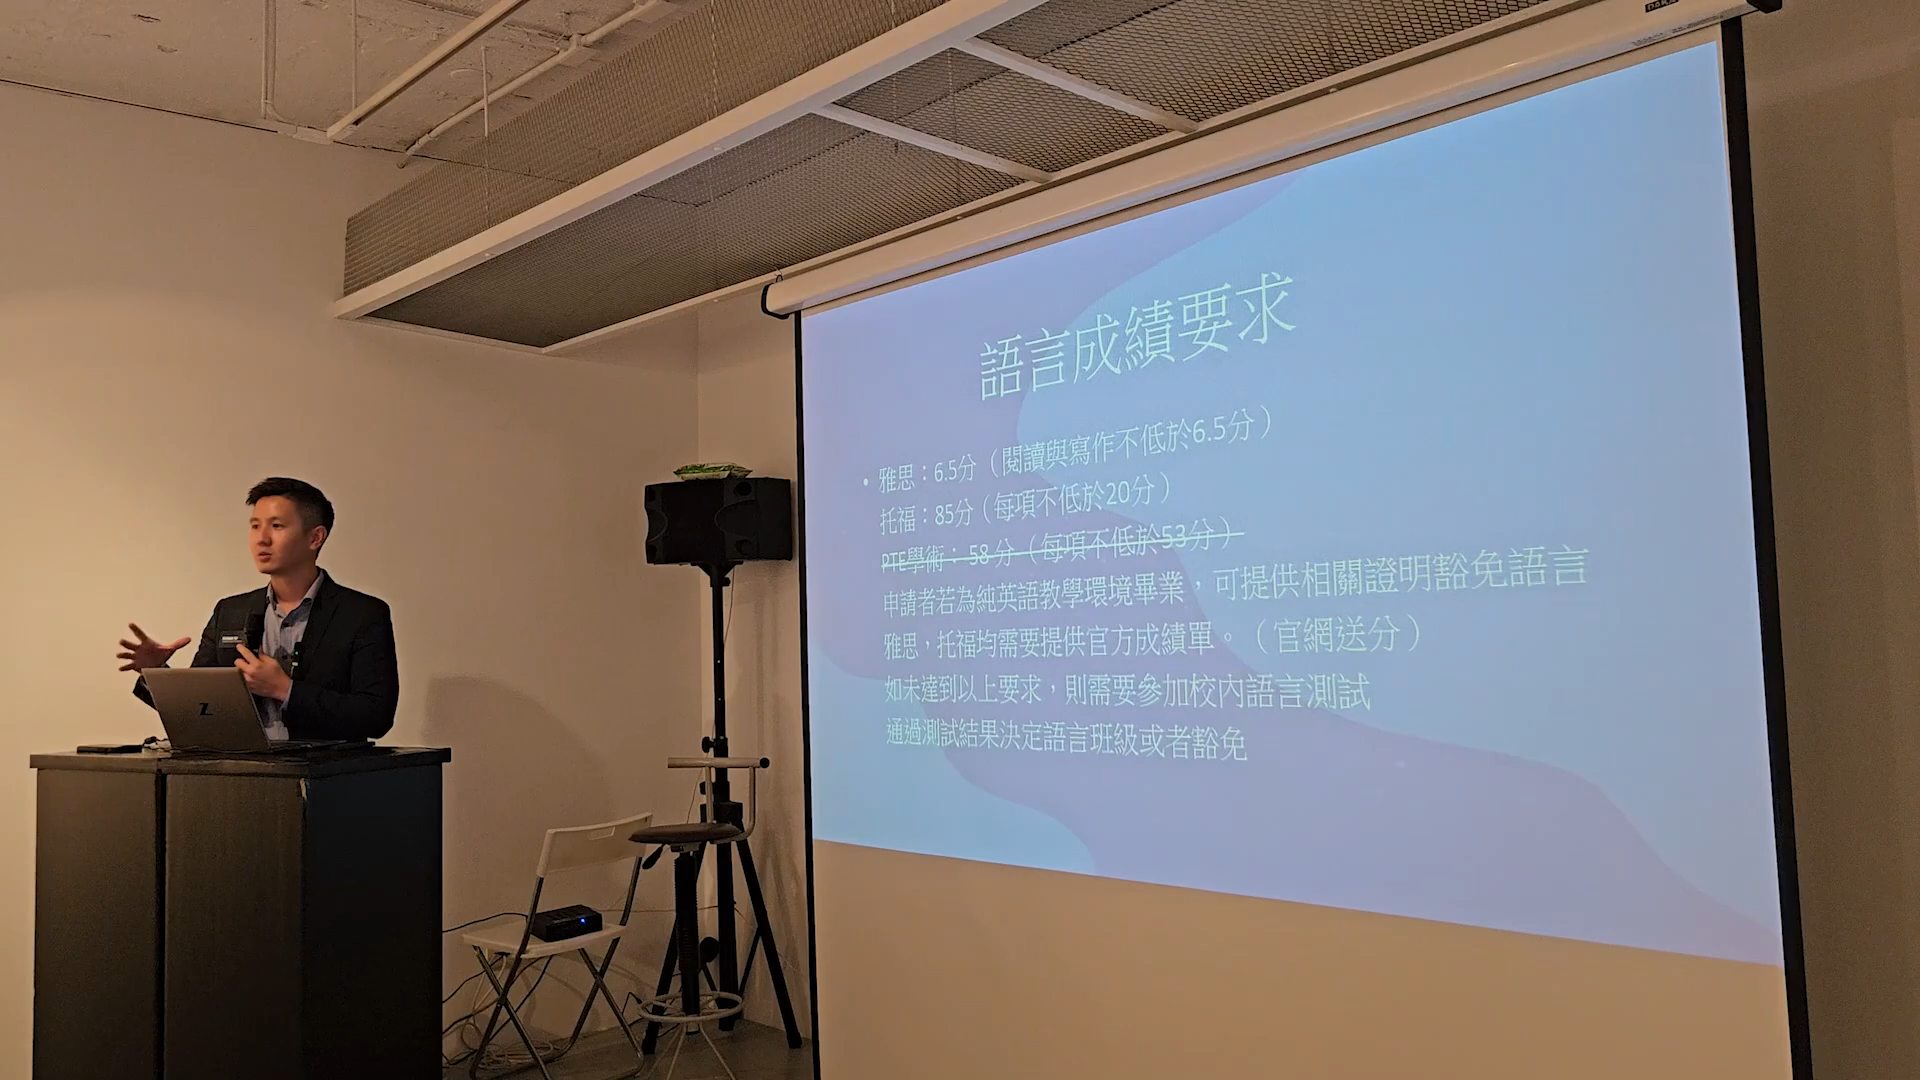 語言成績要求
• 雅思：6.5分（閱讀與寫作不低於6.5分）
托福：85分（每項不低於20分）
PTE學術：58分（每項不低於53分）
申請者若為純英語教學環境畢業，可提供相關證明豁免語言
雅思，托福均需要提供官方成績單。（官網送分）
如未達到以上要求，則需要參加校內語言測試
通過測試結果決定語言班級或者豁免